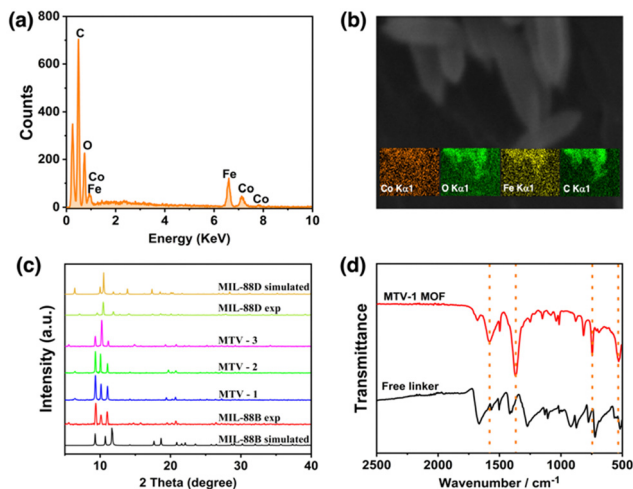 (a)
800
600
400
200
0
Counts
C
O
Co
Fe
Fe
Co
Co
0 2 4 6 8 10
Energy (KeV)
(b)
Co Kα1 O Kα1 Fe Kα1 C Kα1
(c)
Intensity (a.u.)
MIL-88D simulated
MIL-88D exp
MTV - 3
MTV - 2
MTV - 1
MIL-88B exp
MIL-88B simulated
10 20 30 40
2 Theta (degree)
(d)
Transmittance
MTV-1 MOF
Free linker
2500 2000 1500 1000 500
Wavenumber / cm⁻¹